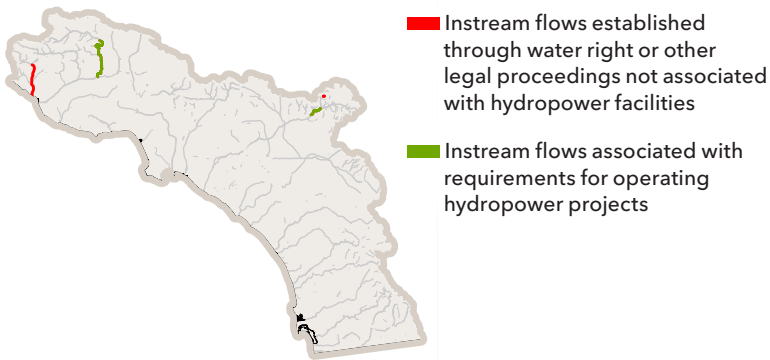 Instream flows established
through water right or other
legal proceedings not associated
with hydropower facilities
Instream flows associated with
requirements for operating
hydropower projects